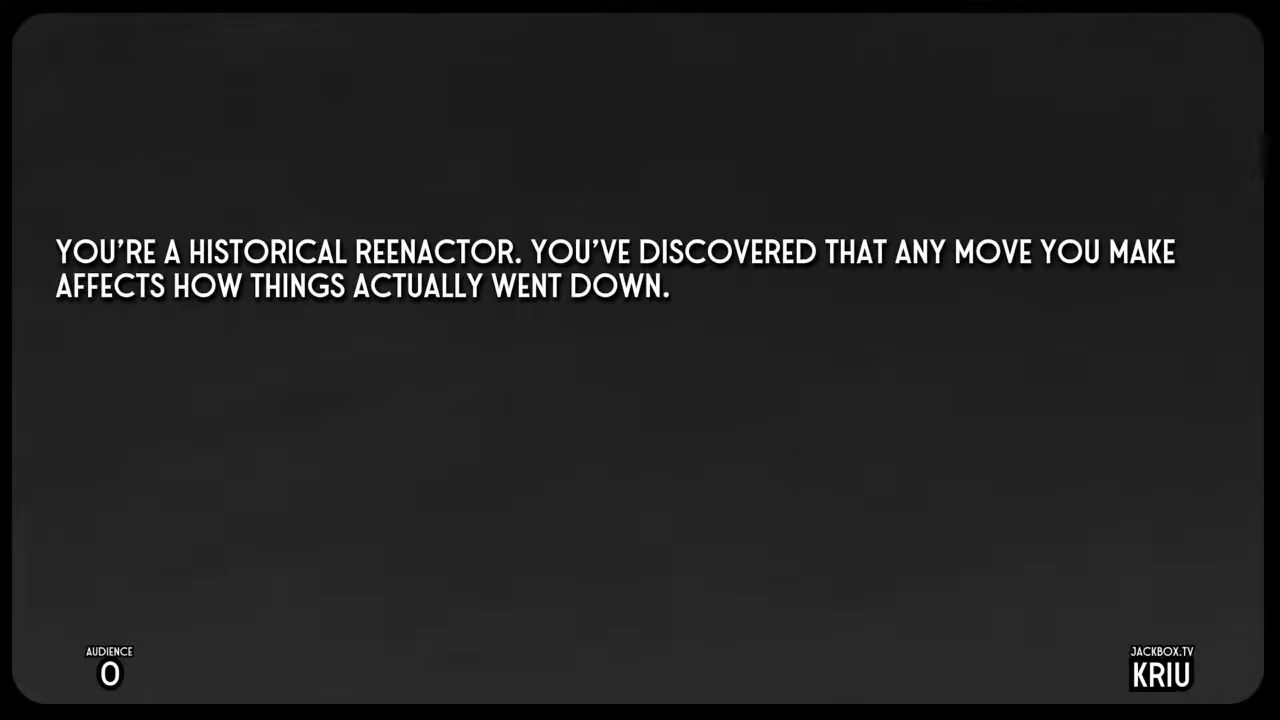 YOU'RE A HISTORICAL REENACTOR. YOU'VE DISCOVERED THAT ANY MOVE YOU MAKE
AFFECTS HOW THINGS ACTUALLY WENT DOWN.
AUDIENCE
0
JACKBOX.TV
KRIU